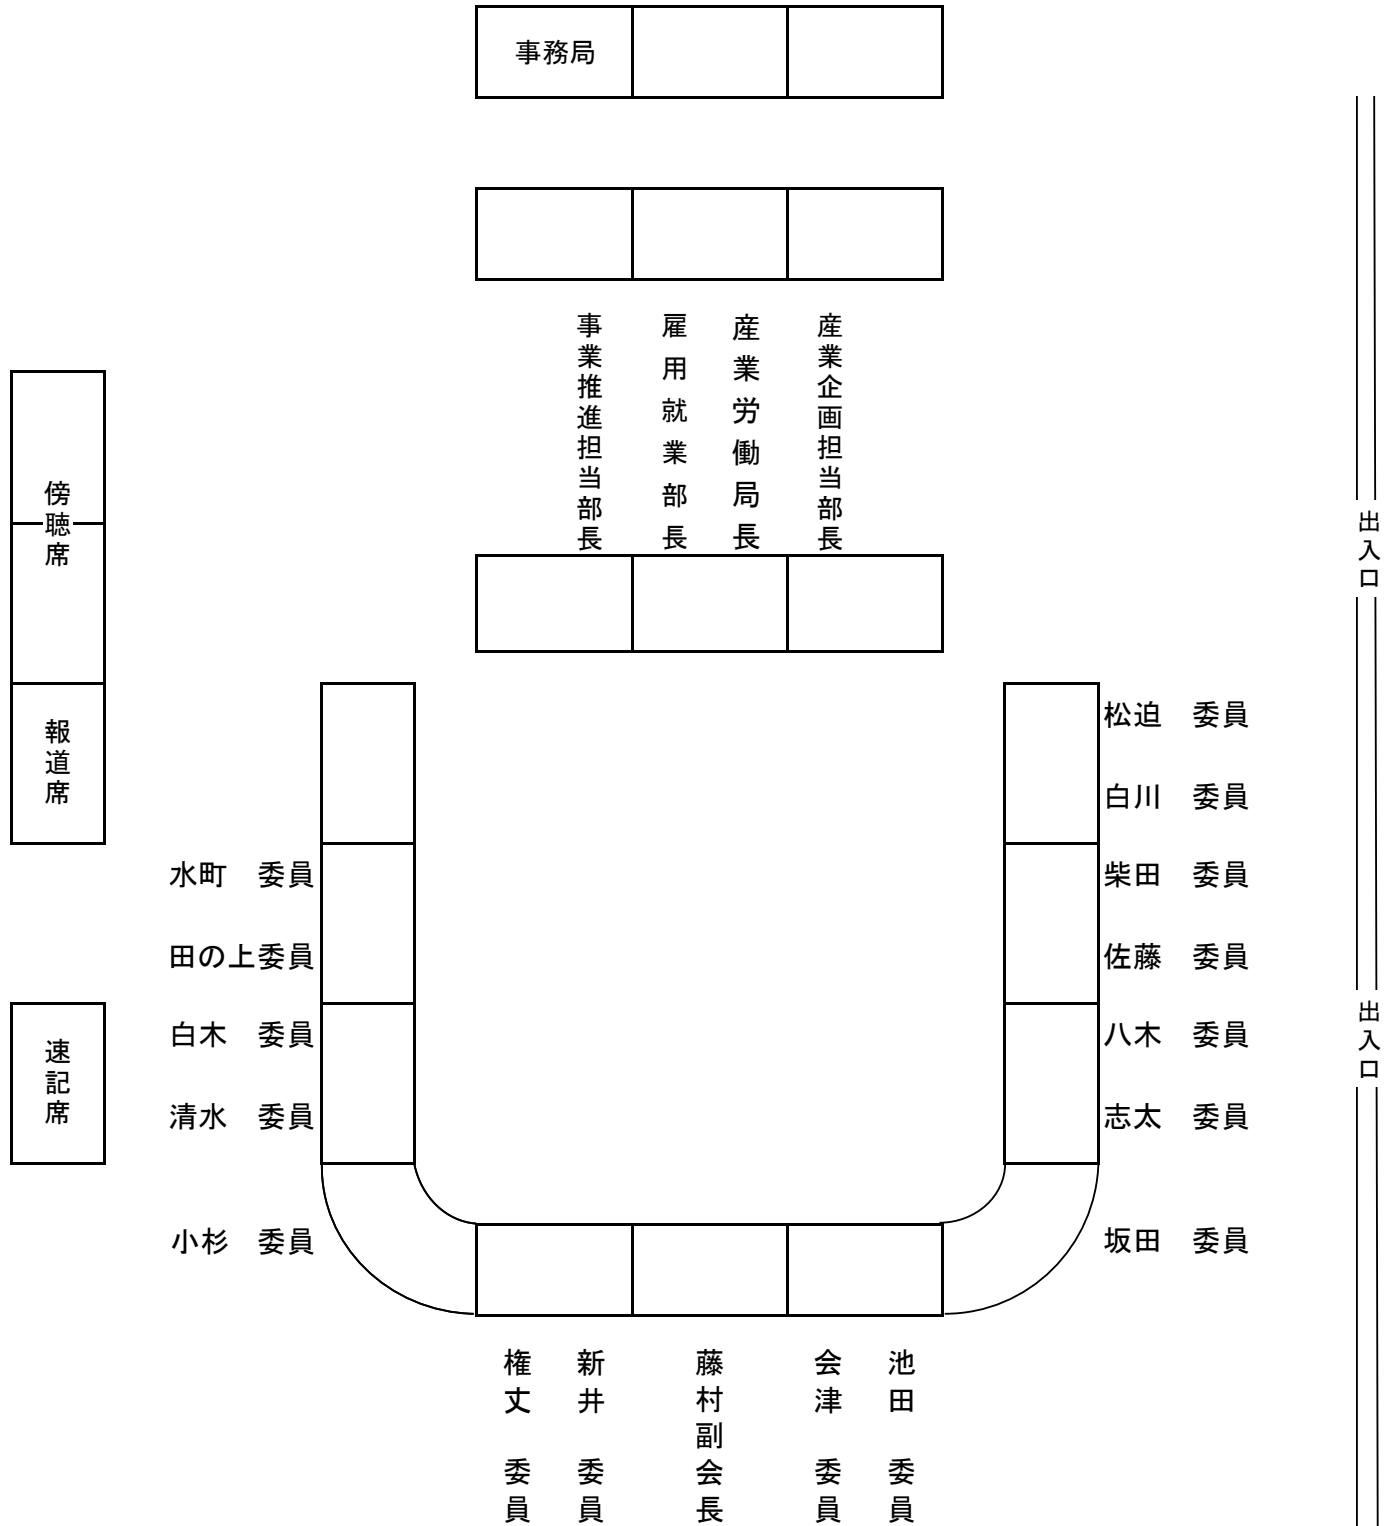 事務局
事業推進担当部長
雇用就業部長
産業労働局長
産業企画担当部長
傍聴席
報道席
速記席
出入口
出入口
水町　委員
田の上委員
白木　委員
清水　委員
小杉　委員
松迫　委員
白川　委員
柴田　委員
佐藤　委員
八木　委員
志太　委員
坂田　委員
権丈　委員
新井　委員
藤村副会長
会津　委員
池田　委員